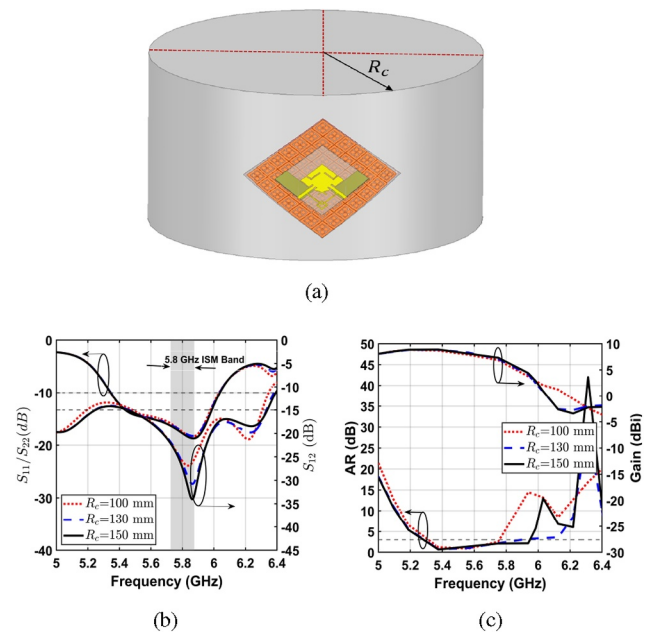 R_c
(a)
5.8 GHz ISM Band
0
-10
-20
-30
-40
S_11/S_22(dB)
0
-5
-10
-15
-20
-25
-30
-35
-40
-45
S_12 (dB)
R_c=100 mm
R_c=130 mm
R_c=150 mm
5 5.2 5.4 5.6 5.8 6 6.2 6.4
Frequency (GHz)
(b)
50
45
40
35
30
25
20
15
10
5
0
AR (dB)
10
5
0
-5
-10
-15
-20
-25
-30
Gain (dBi)
R_c=100 mm
R_c=130 mm
R_c=150 mm
5 5.2 5.4 5.6 5.8 6 6.2 6.4
Frequency (GHz)
(c)